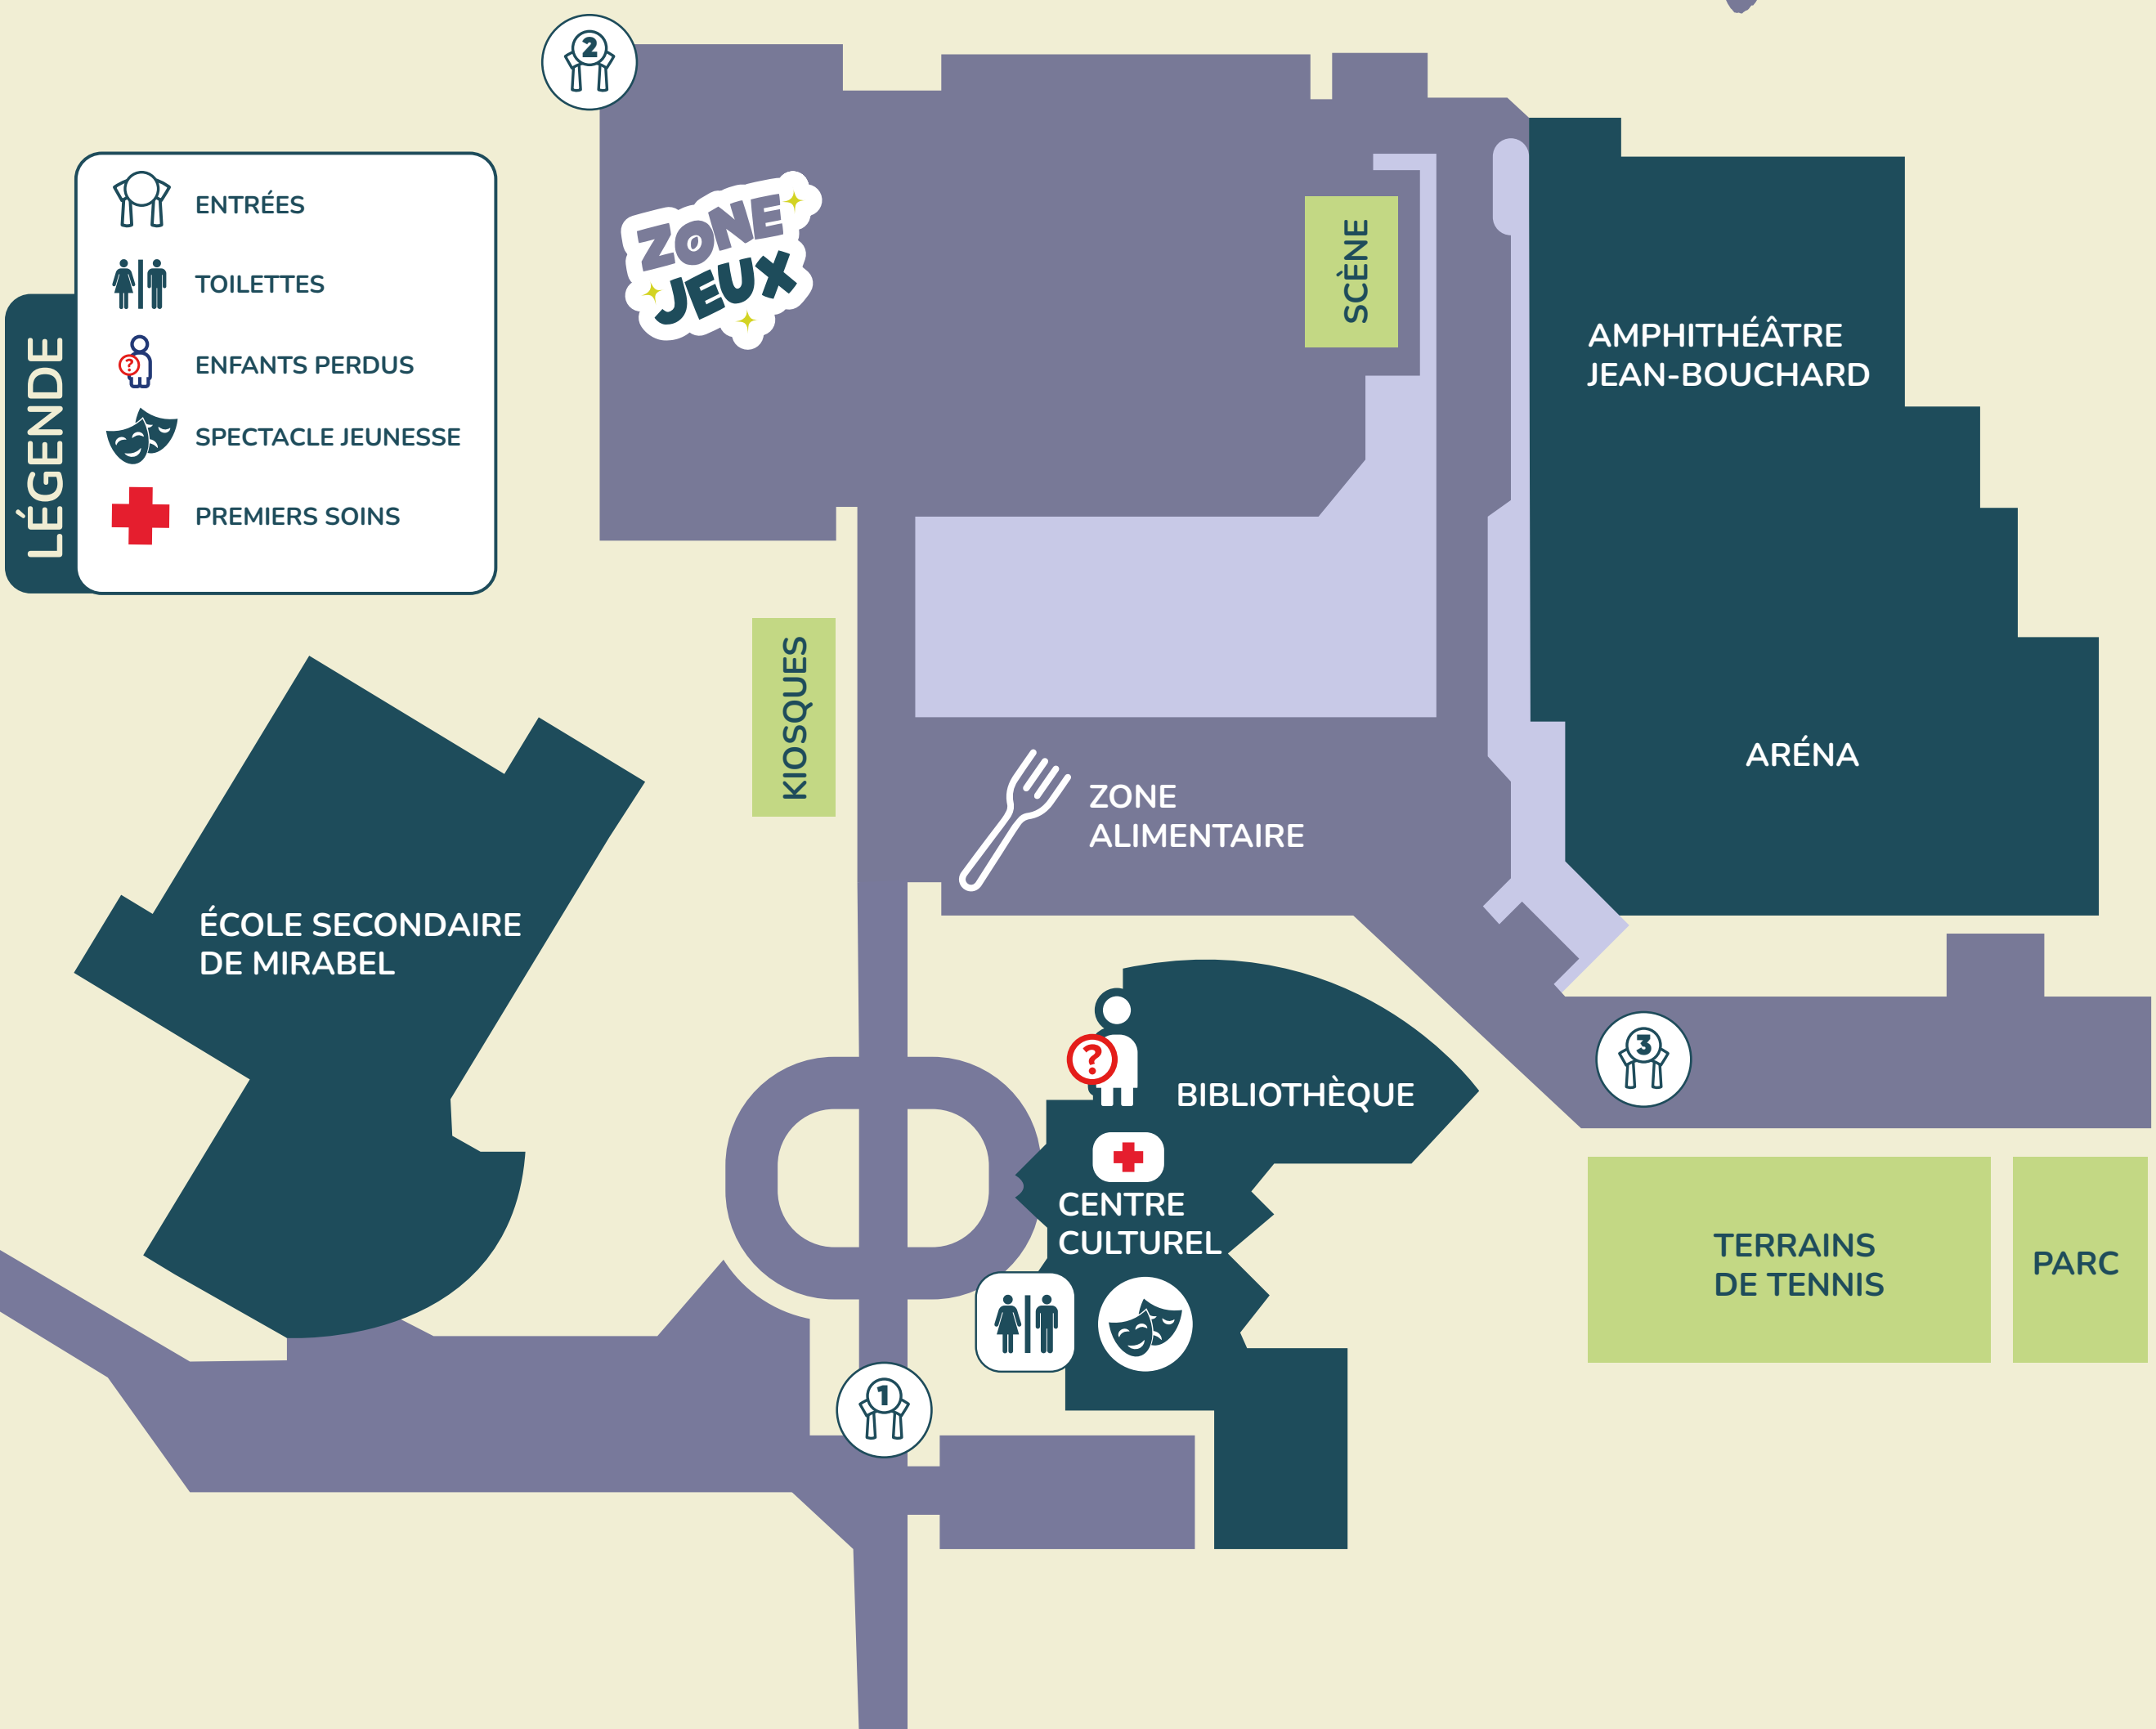 2
ENTRÉES
TOILETTES
?
ENFANTS PERDUS
SPECTACLE JEUNESSE
PREMIERS SOINS
LÉGENDE
ZONE
JEUX
SCÈNE
AMPHITHÉÂTRE
JEAN-BOUCHARD
ARÉNA
KIOSQUES
ZONE
ALIMENTAIRE
ÉCOLE SECONDAIRE
DE MIRABEL
?
BIBLIOTHÈQUE
3
CENTRE
CULTUREL
TERRAINS
DE TENNIS
PARC
1